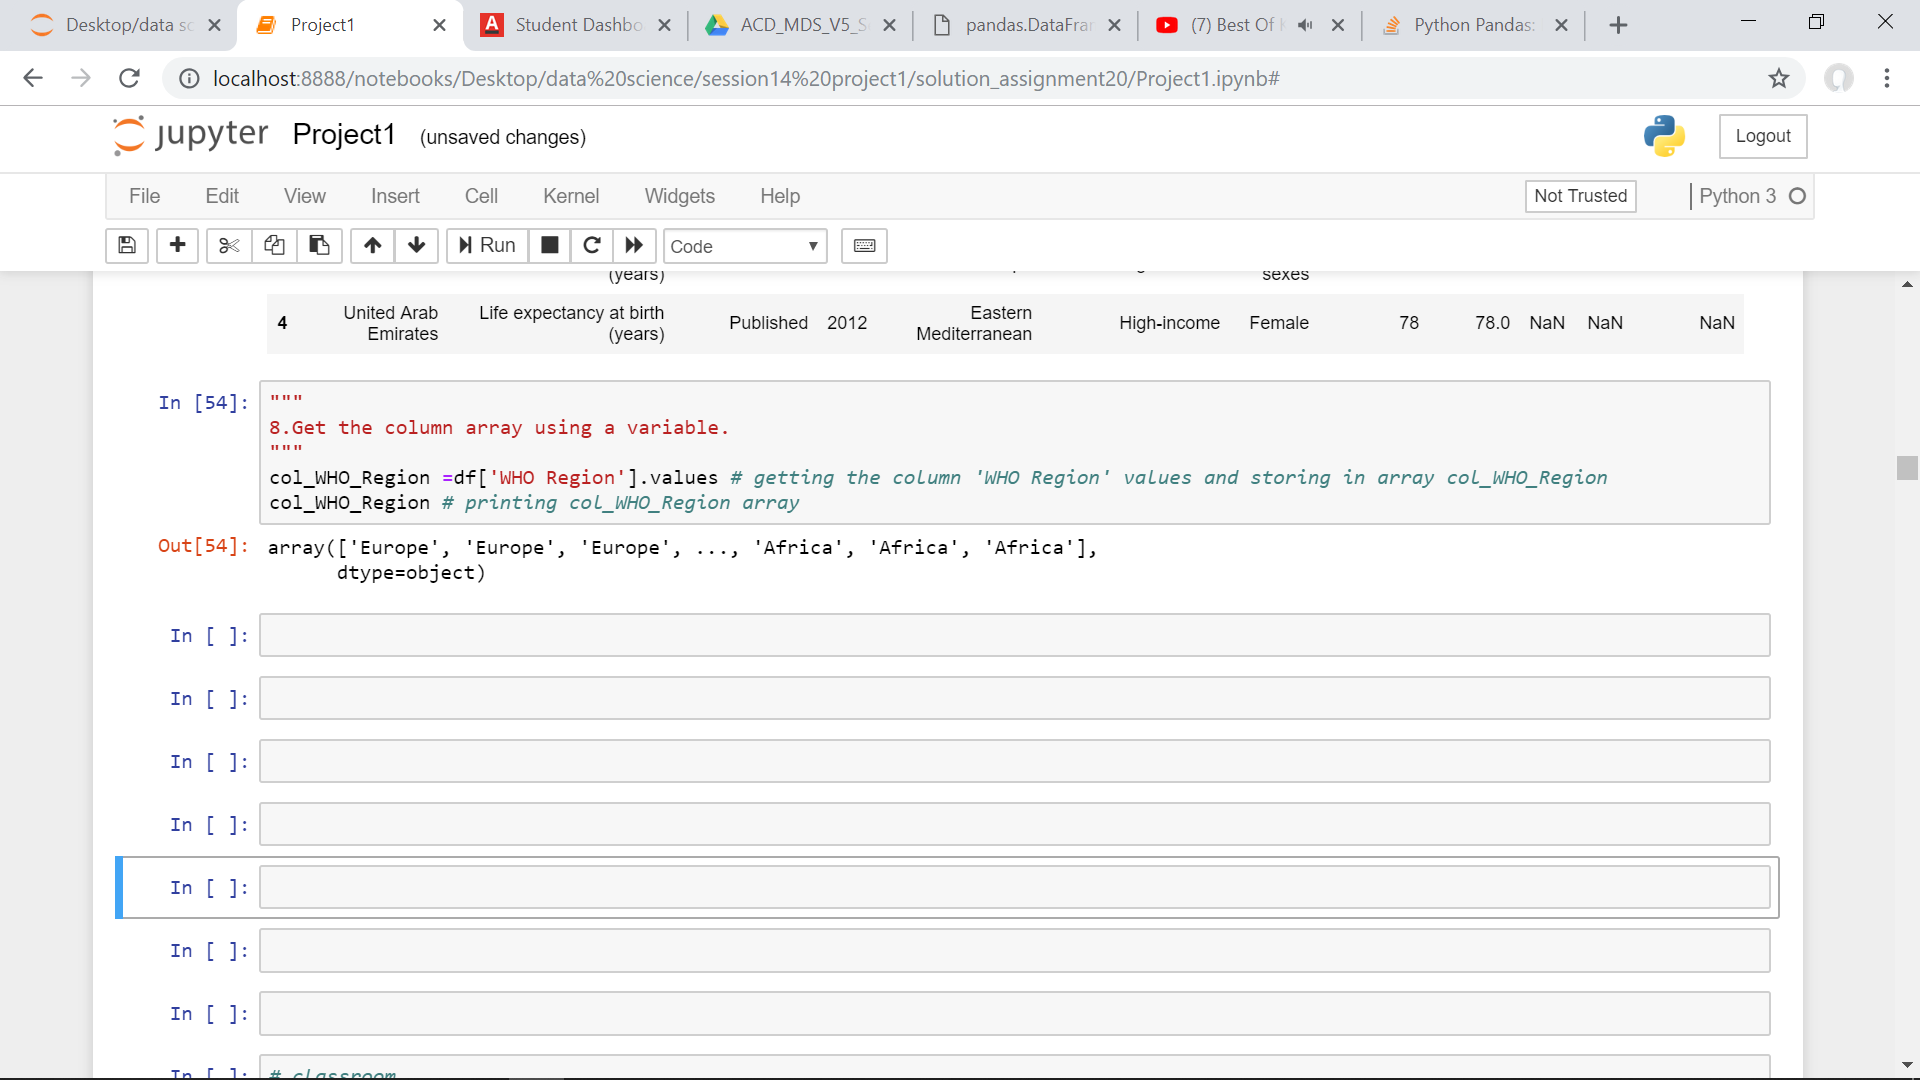 Desktop/data sc
Project1
Student Dashbo
ACD_MDS_V5_S
pandas.DataFrar
(7) Best Of
Python Pandas:
localhost:8888/notebooks/Desktop/data%20science/session14%20project1/solution_assignment20/Project1.ipynb#
jupyter Project1 (unsaved changes)
Logout
File Edit View Insert Cell Kernel Widgets Help
Not Trusted
Python 3
Run
Code
(years)
sexes
4 United Arab Emirates Life expectancy at birth (years) Published 2012 Eastern Mediterranean High-income Female 78 78.0 NaN NaN NaN
In [54]:
"""
8.Get the column array using a variable.
"""
col_WHO_Region =df['WHO Region'].values # getting the column 'WHO Region' values and storing in array col_WHO_Region
col_WHO_Region # printing col_WHO_Region array
Out[54]: array(['Europe', 'Europe', 'Europe', ..., 'Africa', 'Africa', 'Africa'],
dtype=object)
In [ ]:
In [ ]:
In [ ]:
In [ ]:
In [ ]:
In [ ]:
In [ ]:
In [ ]: # classroom